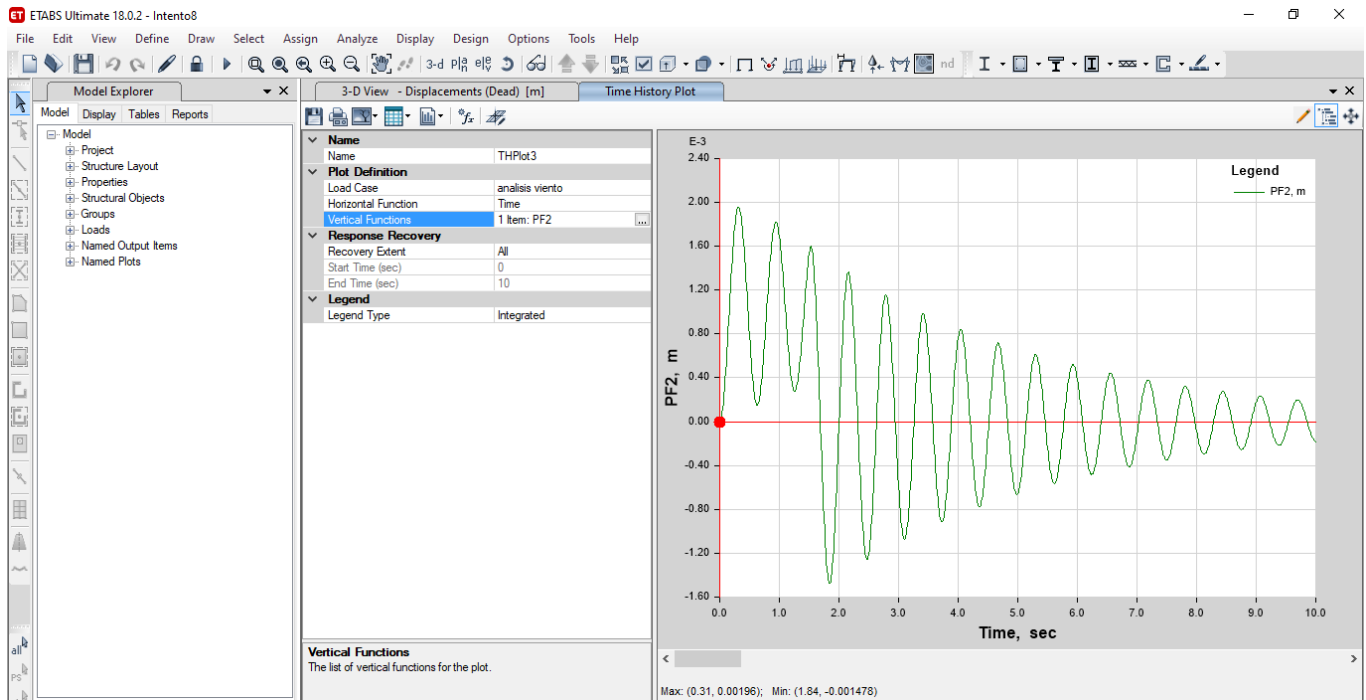 ET ETABS Ultimate 18.0.2 - Intento8
File Edit View Define Draw Select Assign Analyze Display Design Options Tools Help
3-d nd
Model Explorer
Model Display Tables Reports
Model
Project
Structure Layout
Properties
Structural Objects
Groups
Loads
Named Output Items
Named Plots
all
PS
3-D View - Displacements (Dead) [m]
Time History Plot
Name
Name THPlot3
Plot Definition
Load Case analisis viento
Horizontal Function Time
Vertical Functions 1 Item: PF2 ...
Response Recovery
Recovery Extent All
Start Time (sec) 0
End Time (sec) 10
Legend
Legend Type Integrated
Vertical Functions
The list of vertical functions for the plot.
E-3
2.40
2.00
1.60
1.20
0.80
0.40
0.00
-0.40
-0.80
-1.20
-1.60
PF2, m
Legend
PF2, m
0.0 1.0 2.0 3.0 4.0 5.0 6.0 7.0 8.0 9.0 10.0
Time, sec
Max: (0.31, 0.00196); Min: (1.84, -0.001478)